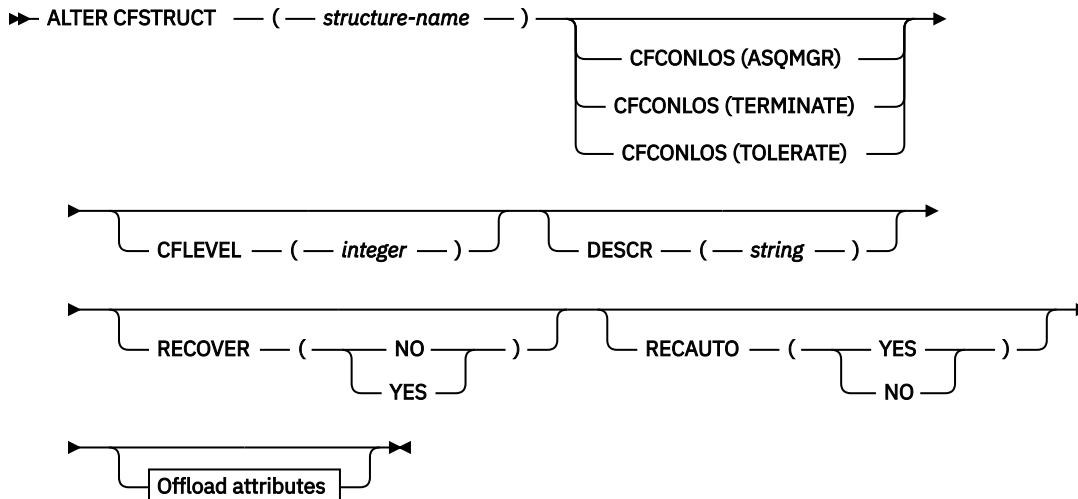 ALTER CFSTRUCT ( structure-name )
CFCONLOS (ASQMGR)
CFCONLOS (TERMINATE)
CFCONLOS (TOLERATE)
CFLEVEL ( integer ) DESCR ( string )
RECOVER ( NO ) RECAUTO ( YES )
YES NO
Offload attributes